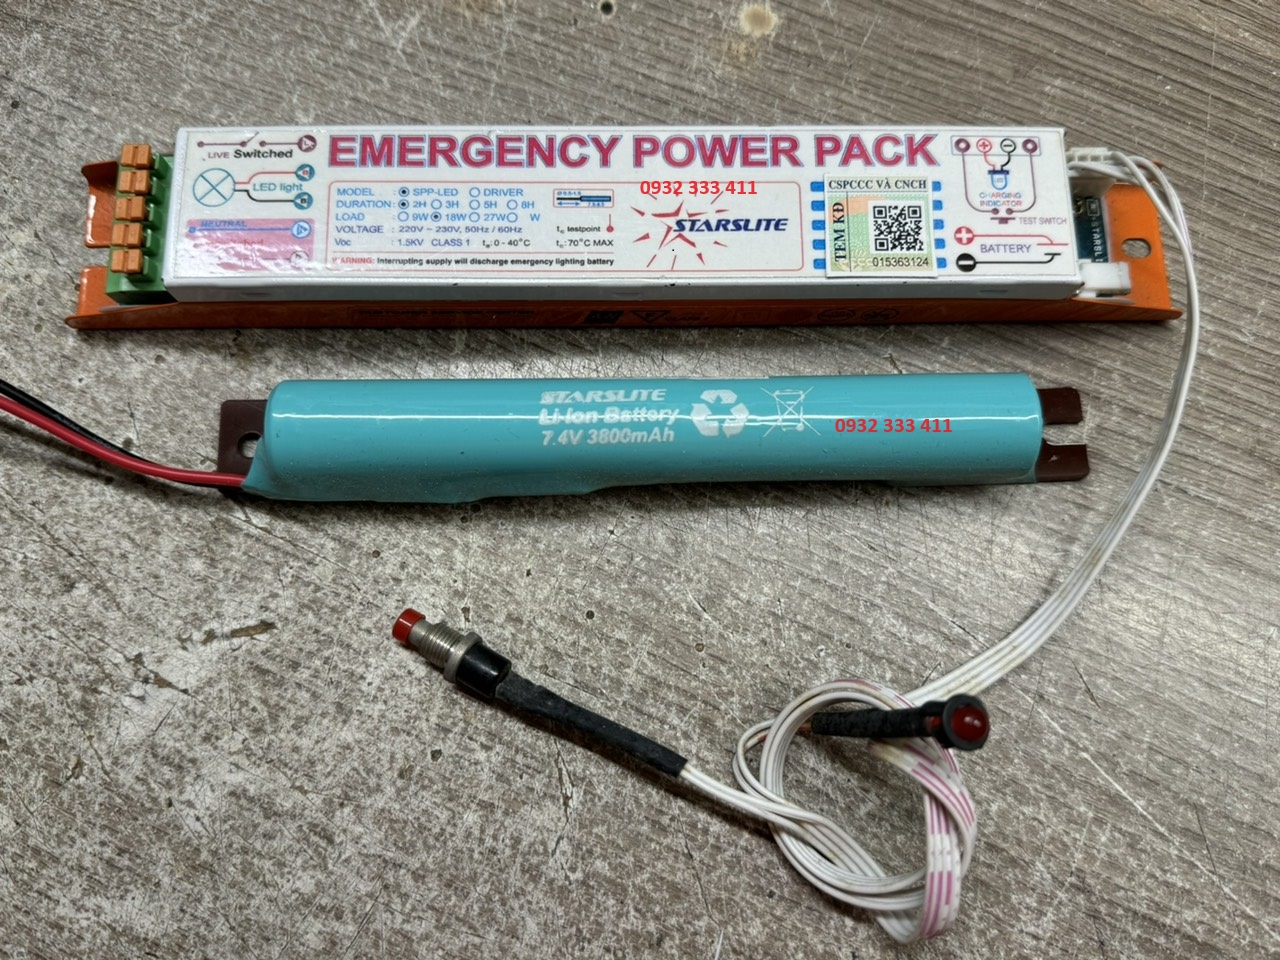 EMERGENCY POWER PACK
LIVE Switched
LED light
NEUTRAL
MODEL : SPP-LED DRIVER
DURATION: 2H 3H 5H 8H
LOAD : 9W 18W 27W W
VOLTAGE : 220V ~ 230V, 50Hz / 60Hz
Voc : 1.5KV CLASS 1 ta: 0 - 40°C
tc testpoint
tc: 70°C MAX
WARNING: Interrupting supply will discharge emergency lighting battery
0932 333 411
STARSLITE
CSPCCC VÀ CNCH
TEM KĐ
015363124
CHARGING
INDICATOR
TEST SWITCH
BATTERY
STARSLITE
Li-Ion Battery
7.4V 3800mAh
0932 333 411